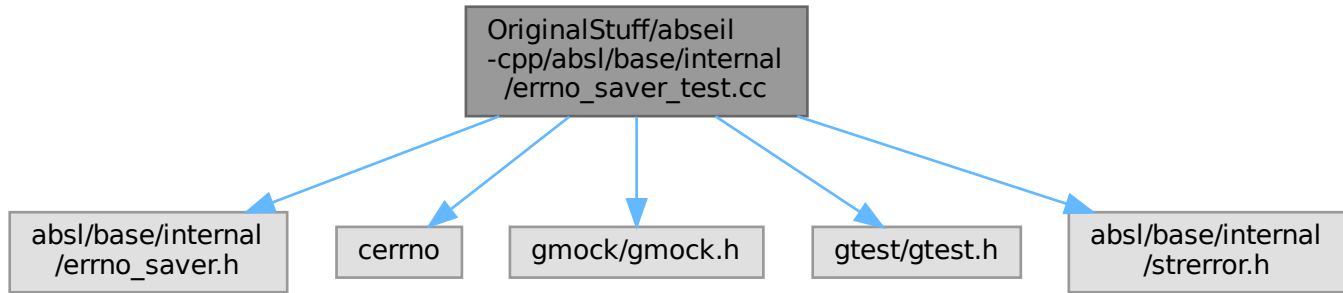 OriginalStuff/abseil
-cpp/absl/base/internal
/errno_saver_test.cc
absl/base/internal
/errno_saver.h
cerrno
gmock/gmock.h
gtest/gtest.h
absl/base/internal
/strerror.h